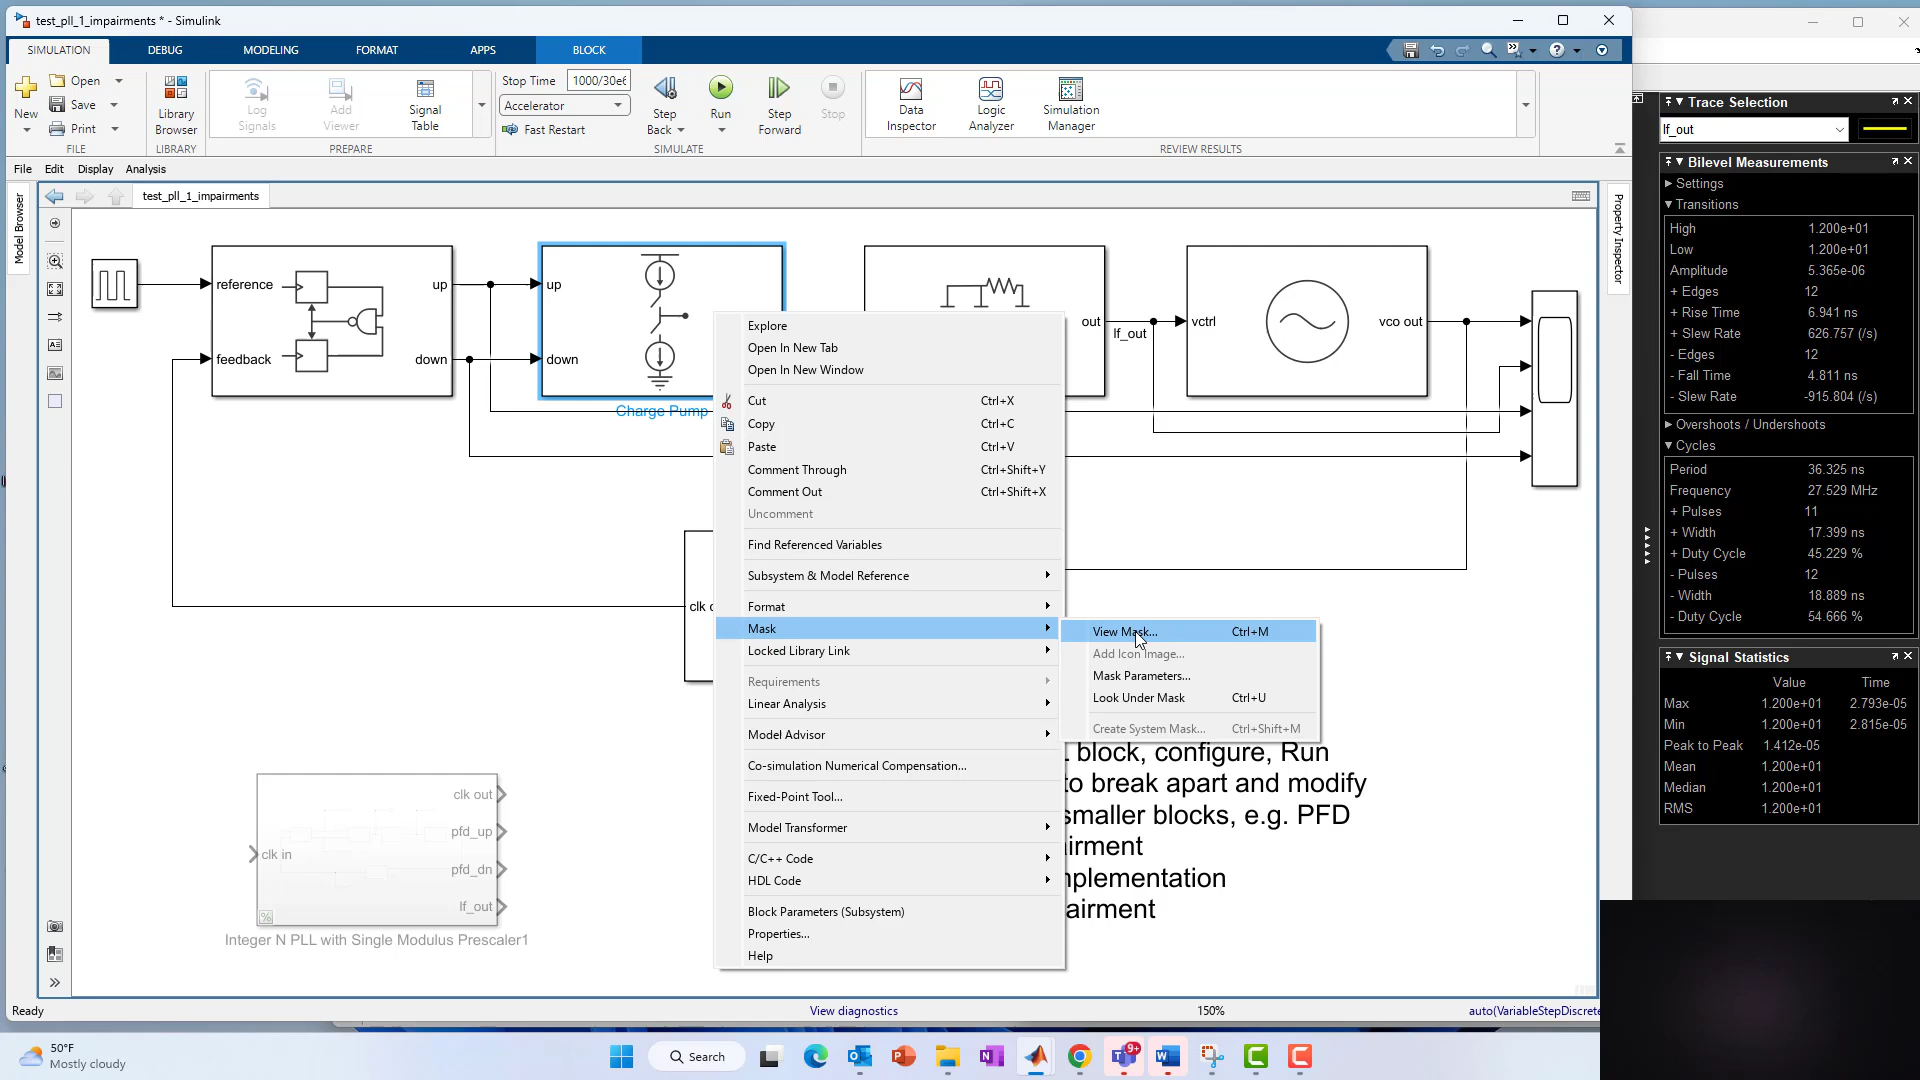 test_pll_1_impairments * - Simulink
SIMULATION
DEBUG
MODELING
FORMAT
APPS
BLOCK
New
Open
Save
Print
FILE
Library
Browser
LIBRARY
Log
Signals
Add
Viewer
Signal
Table
PREPARE
Stop Time 1000/30e6
Accelerator
Fast Restart
Step
Back
Run
Step
Forward
Stop
SIMULATE
Data
Inspector
Logic
Analyzer
Simulation
Manager
REVIEW RESULTS
File Edit Display Analysis
Model Browser
test_pll_1_impairments
Property Inspector
reference
feedback
up
down
up
down
Charge Pump
out
lf_out
vctrl
vco out
clk
clk in
clk out
pfd_up
pfd_dn
lf_out
Integer N PLL with Single Modulus Prescaler1
Explore
Open In New Tab
Open In New Window
Cut Ctrl+X
Copy Ctrl+C
Paste Ctrl+V
Comment Through Ctrl+Shift+Y
Comment Out Ctrl+Shift+X
Uncomment
Find Referenced Variables
Subsystem & Model Reference
Format
Mask
Locked Library Link
Requirements
Linear Analysis
Model Advisor
Co-simulation Numerical Compensation...
Fixed-Point Tool...
Model Transformer
C/C++ Code
HDL Code
Block Parameters (Subsystem)
Properties...
Help
View Mask... Ctrl+M
Add Icon Image...
Mask Parameters...
Look Under Mask Ctrl+U
Create System Mask... Ctrl+Shift+M
block, configure, Run
to break apart and modify
smaller blocks, e.g. PFD
irment
plementation
airment
Ready
View diagnostics
150%
auto(VariableStepDiscrete
Trace Selection
lf_out
Bilevel Measurements
Settings
Transitions
High 1.200e+01
Low 1.200e+01
Amplitude 5.365e-06
+ Edges 12
+ Rise Time 6.941 ns
+ Slew Rate 626.757 (/s)
- Edges 12
- Fall Time 4.811 ns
- Slew Rate -915.804 (/s)
Overshoots / Undershoots
Cycles
Period 36.325 ns
Frequency 27.529 MHz
+ Pulses 11
+ Width 17.399 ns
+ Duty Cycle 45.229 %
- Pulses 12
- Width 18.889 ns
- Duty Cycle 54.666 %
Signal Statistics
Value Time
Max 1.200e+01 2.793e-05
Min 1.200e+01 2.815e-05
Peak to Peak 1.412e-05
Mean 1.200e+01
Median 1.200e+01
RMS 1.200e+01
50°F
Mostly cloudy
Search
9+